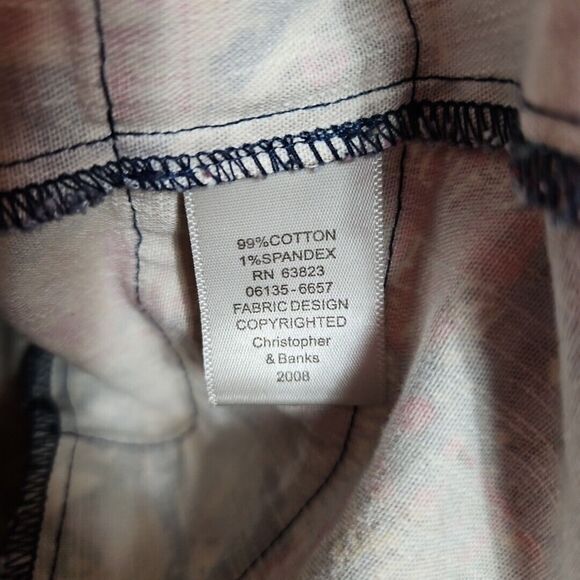 99%COTTON
1%SPANDEX
RN 63823
06135-6657
FABRIC DESIGN
COPYRIGHTED
Christopher
& Banks
2008